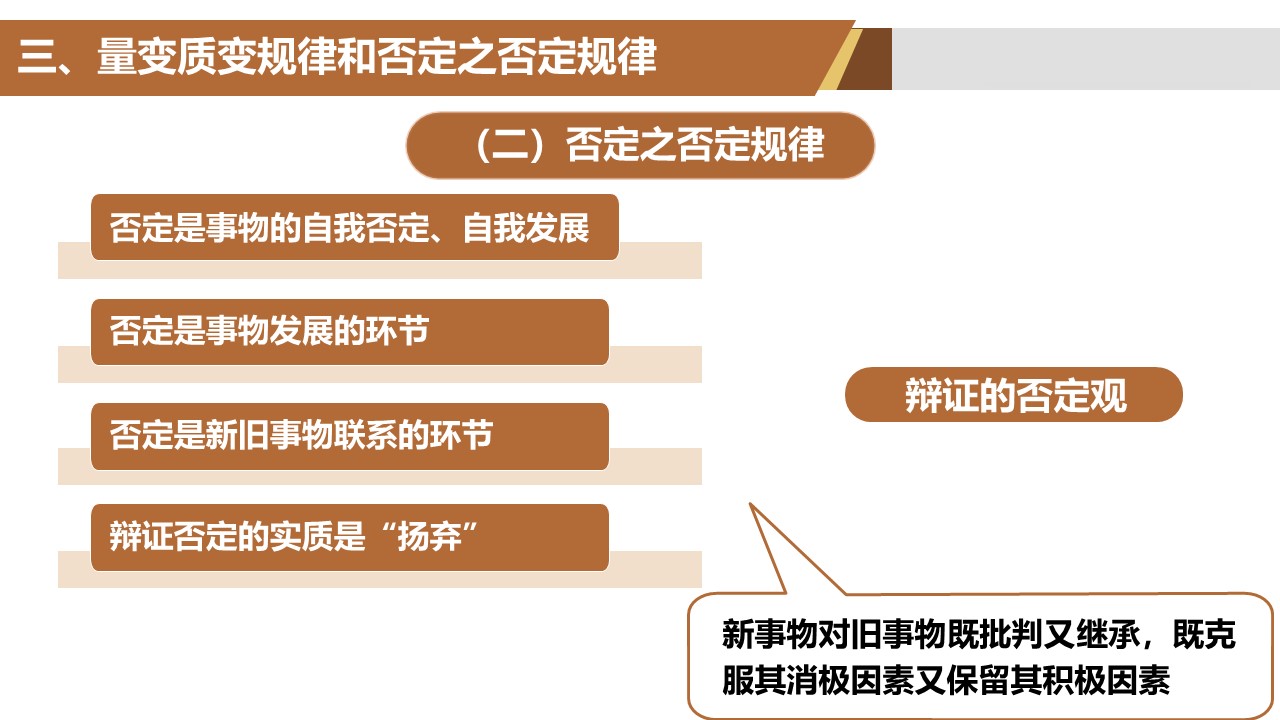 三、量变质变规律和否定之否定规律
（二）否定之否定规律
否定是事物的自我否定、自我发展
否定是事物发展的环节
否定是新旧事物联系的环节
辩证否定的实质是“扬弃”
辩证的否定观
新事物对旧事物既批判又继承，既克
服其消极因素又保留其积极因素